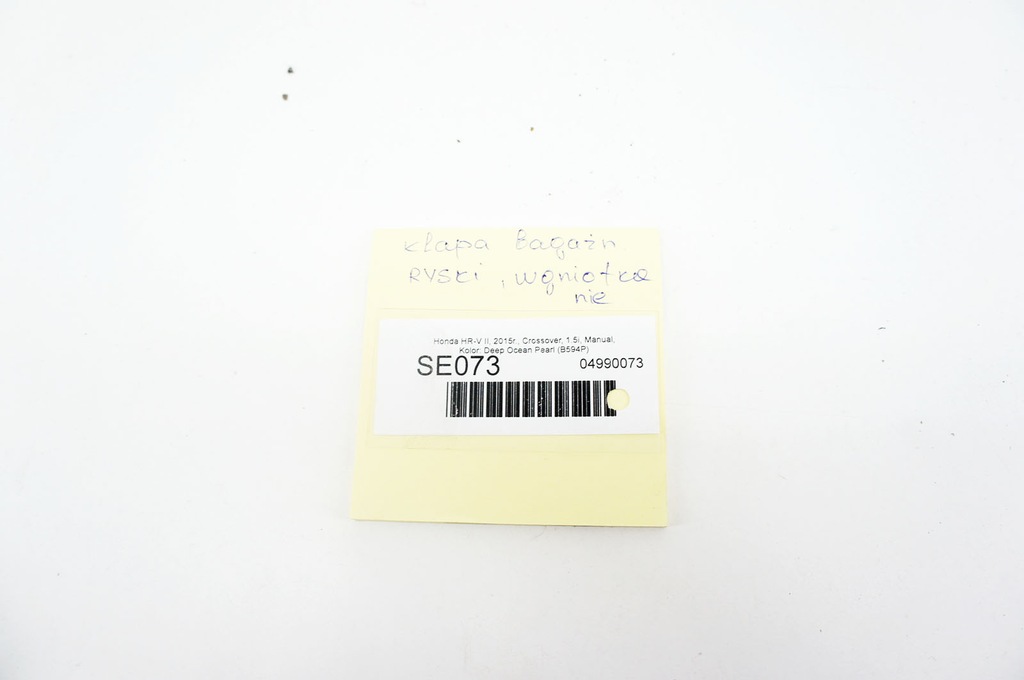 klapa bagażn.
RYSKi, wgniotka
nie
Honda HR-V II, 2015r., Crossover, 1.5i, Manual,
Kolor: Deep Ocean Pearl (B594P)
SE073 04990073